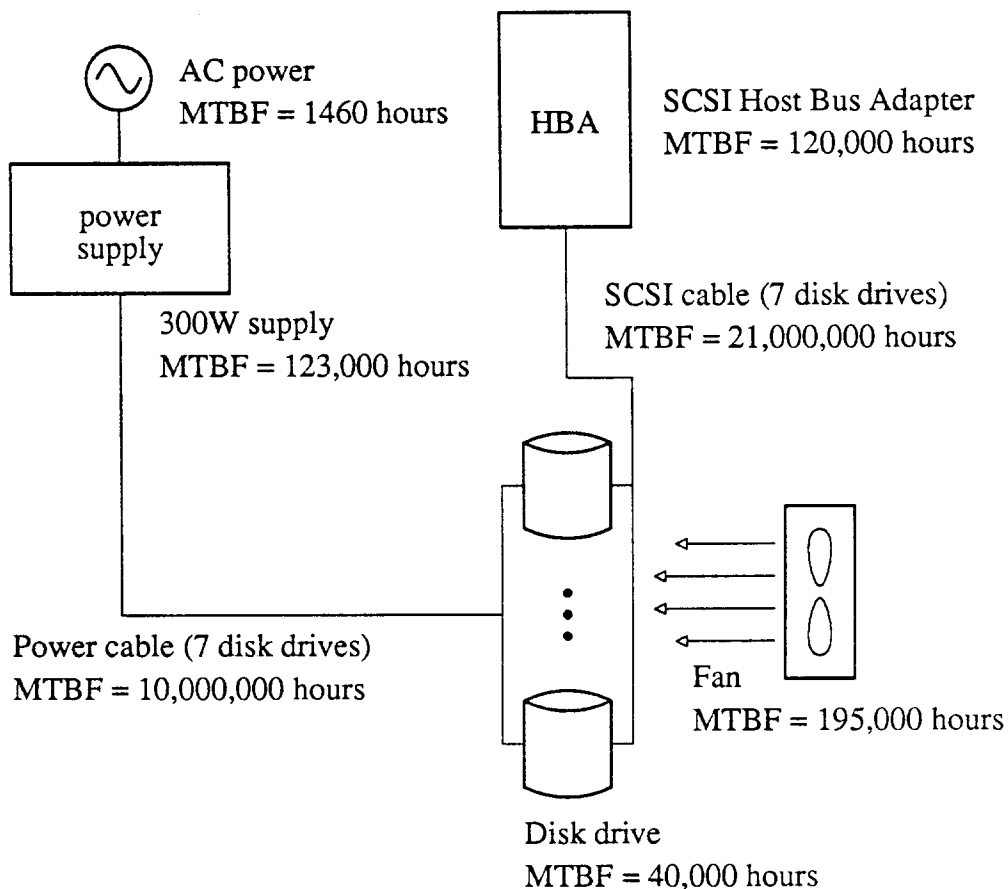 AC power
MTBF = 1460 hours
HBA
SCSI Host Bus Adapter
MTBF = 120,000 hours
power
supply
300W supply
MTBF = 123,000 hours
SCSI cable (7 disk drives)
MTBF = 21,000,000 hours
Power cable (7 disk drives)
MTBF = 10,000,000 hours
Fan
MTBF = 195,000 hours
Disk drive
MTBF = 40,000 hours